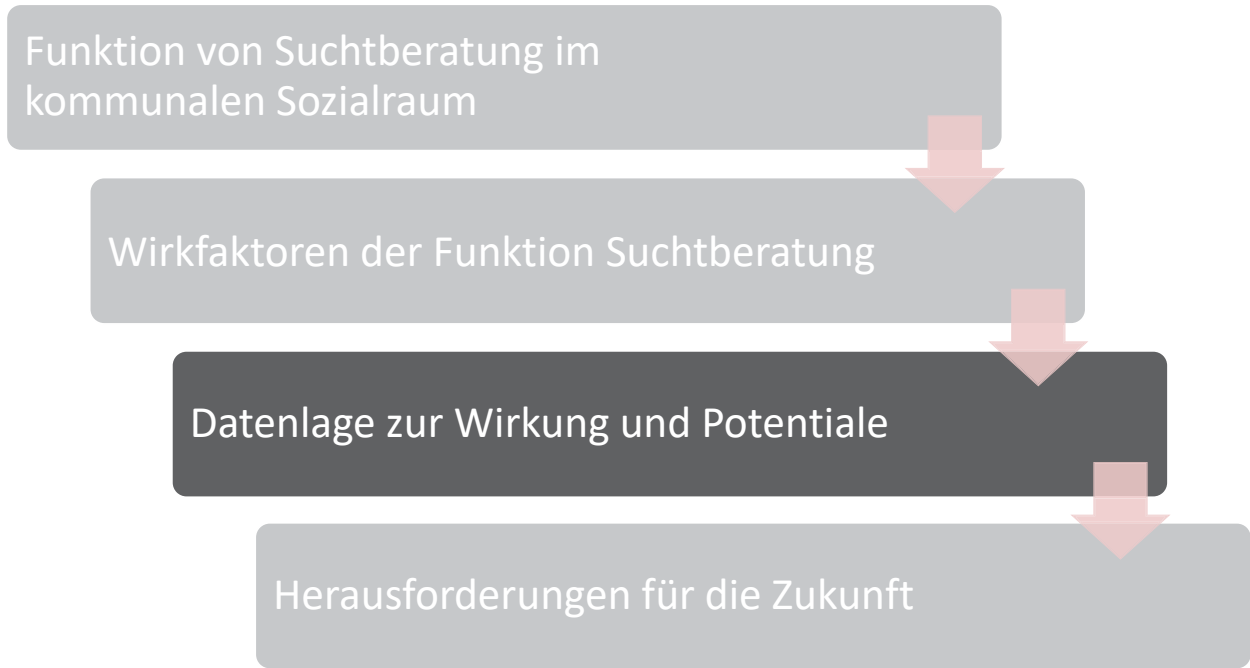 Funktion von Suchtberatung im
kommunalen Sozialraum
Wirkfaktoren der Funktion Suchtberatung
Datenlage zur Wirkung und Potentiale
Herausforderungen für die Zukunft